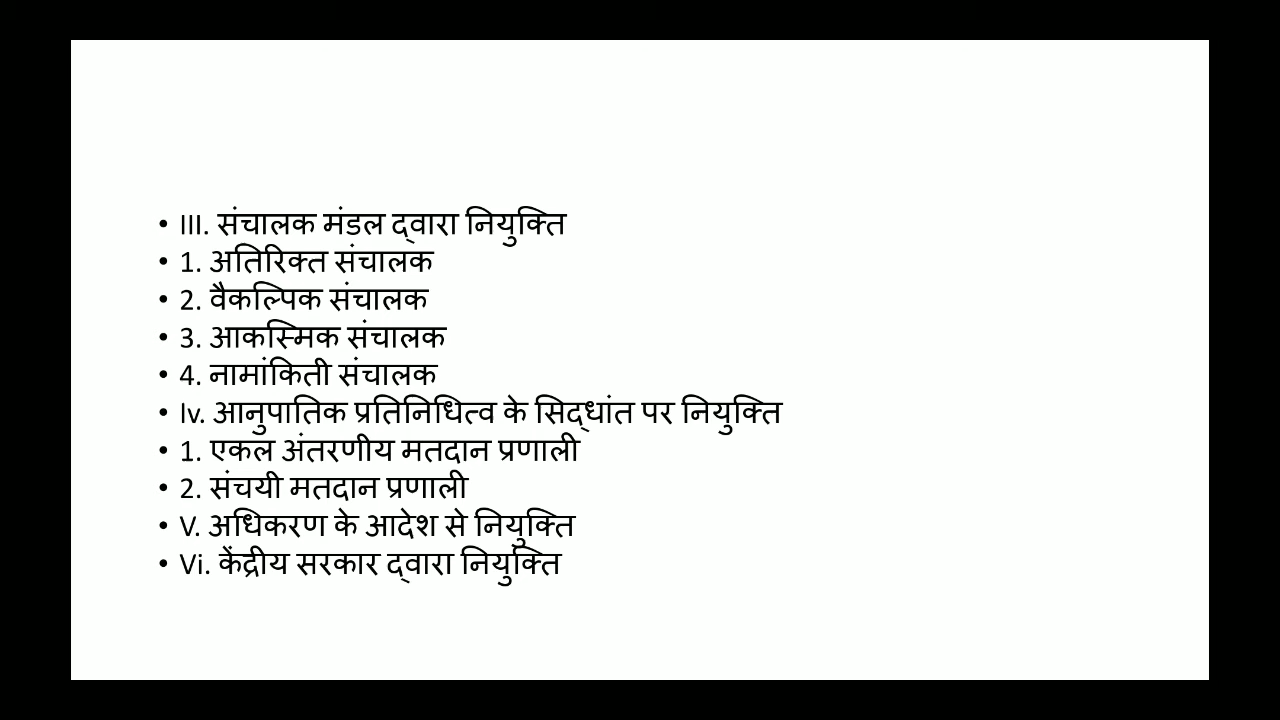 • III. संचालक मंडल द्वारा नियुक्ति
• 1. अतिरिक्त संचालक
• 2. वैकल्पिक संचालक
• 3. आकस्मिक संचालक
• 4. नामांकिती संचालक
• Iv. आनुपातिक प्रतिनिधित्व के सिद्धांत पर नियुक्ति
• 1. एकल अंतरणीय मतदान प्रणाली
• 2. संचयी मतदान प्रणाली
• V. अधिकरण के आदेश से नियुक्ति
• Vi. केंद्रीय सरकार द्वारा नियुक्ति